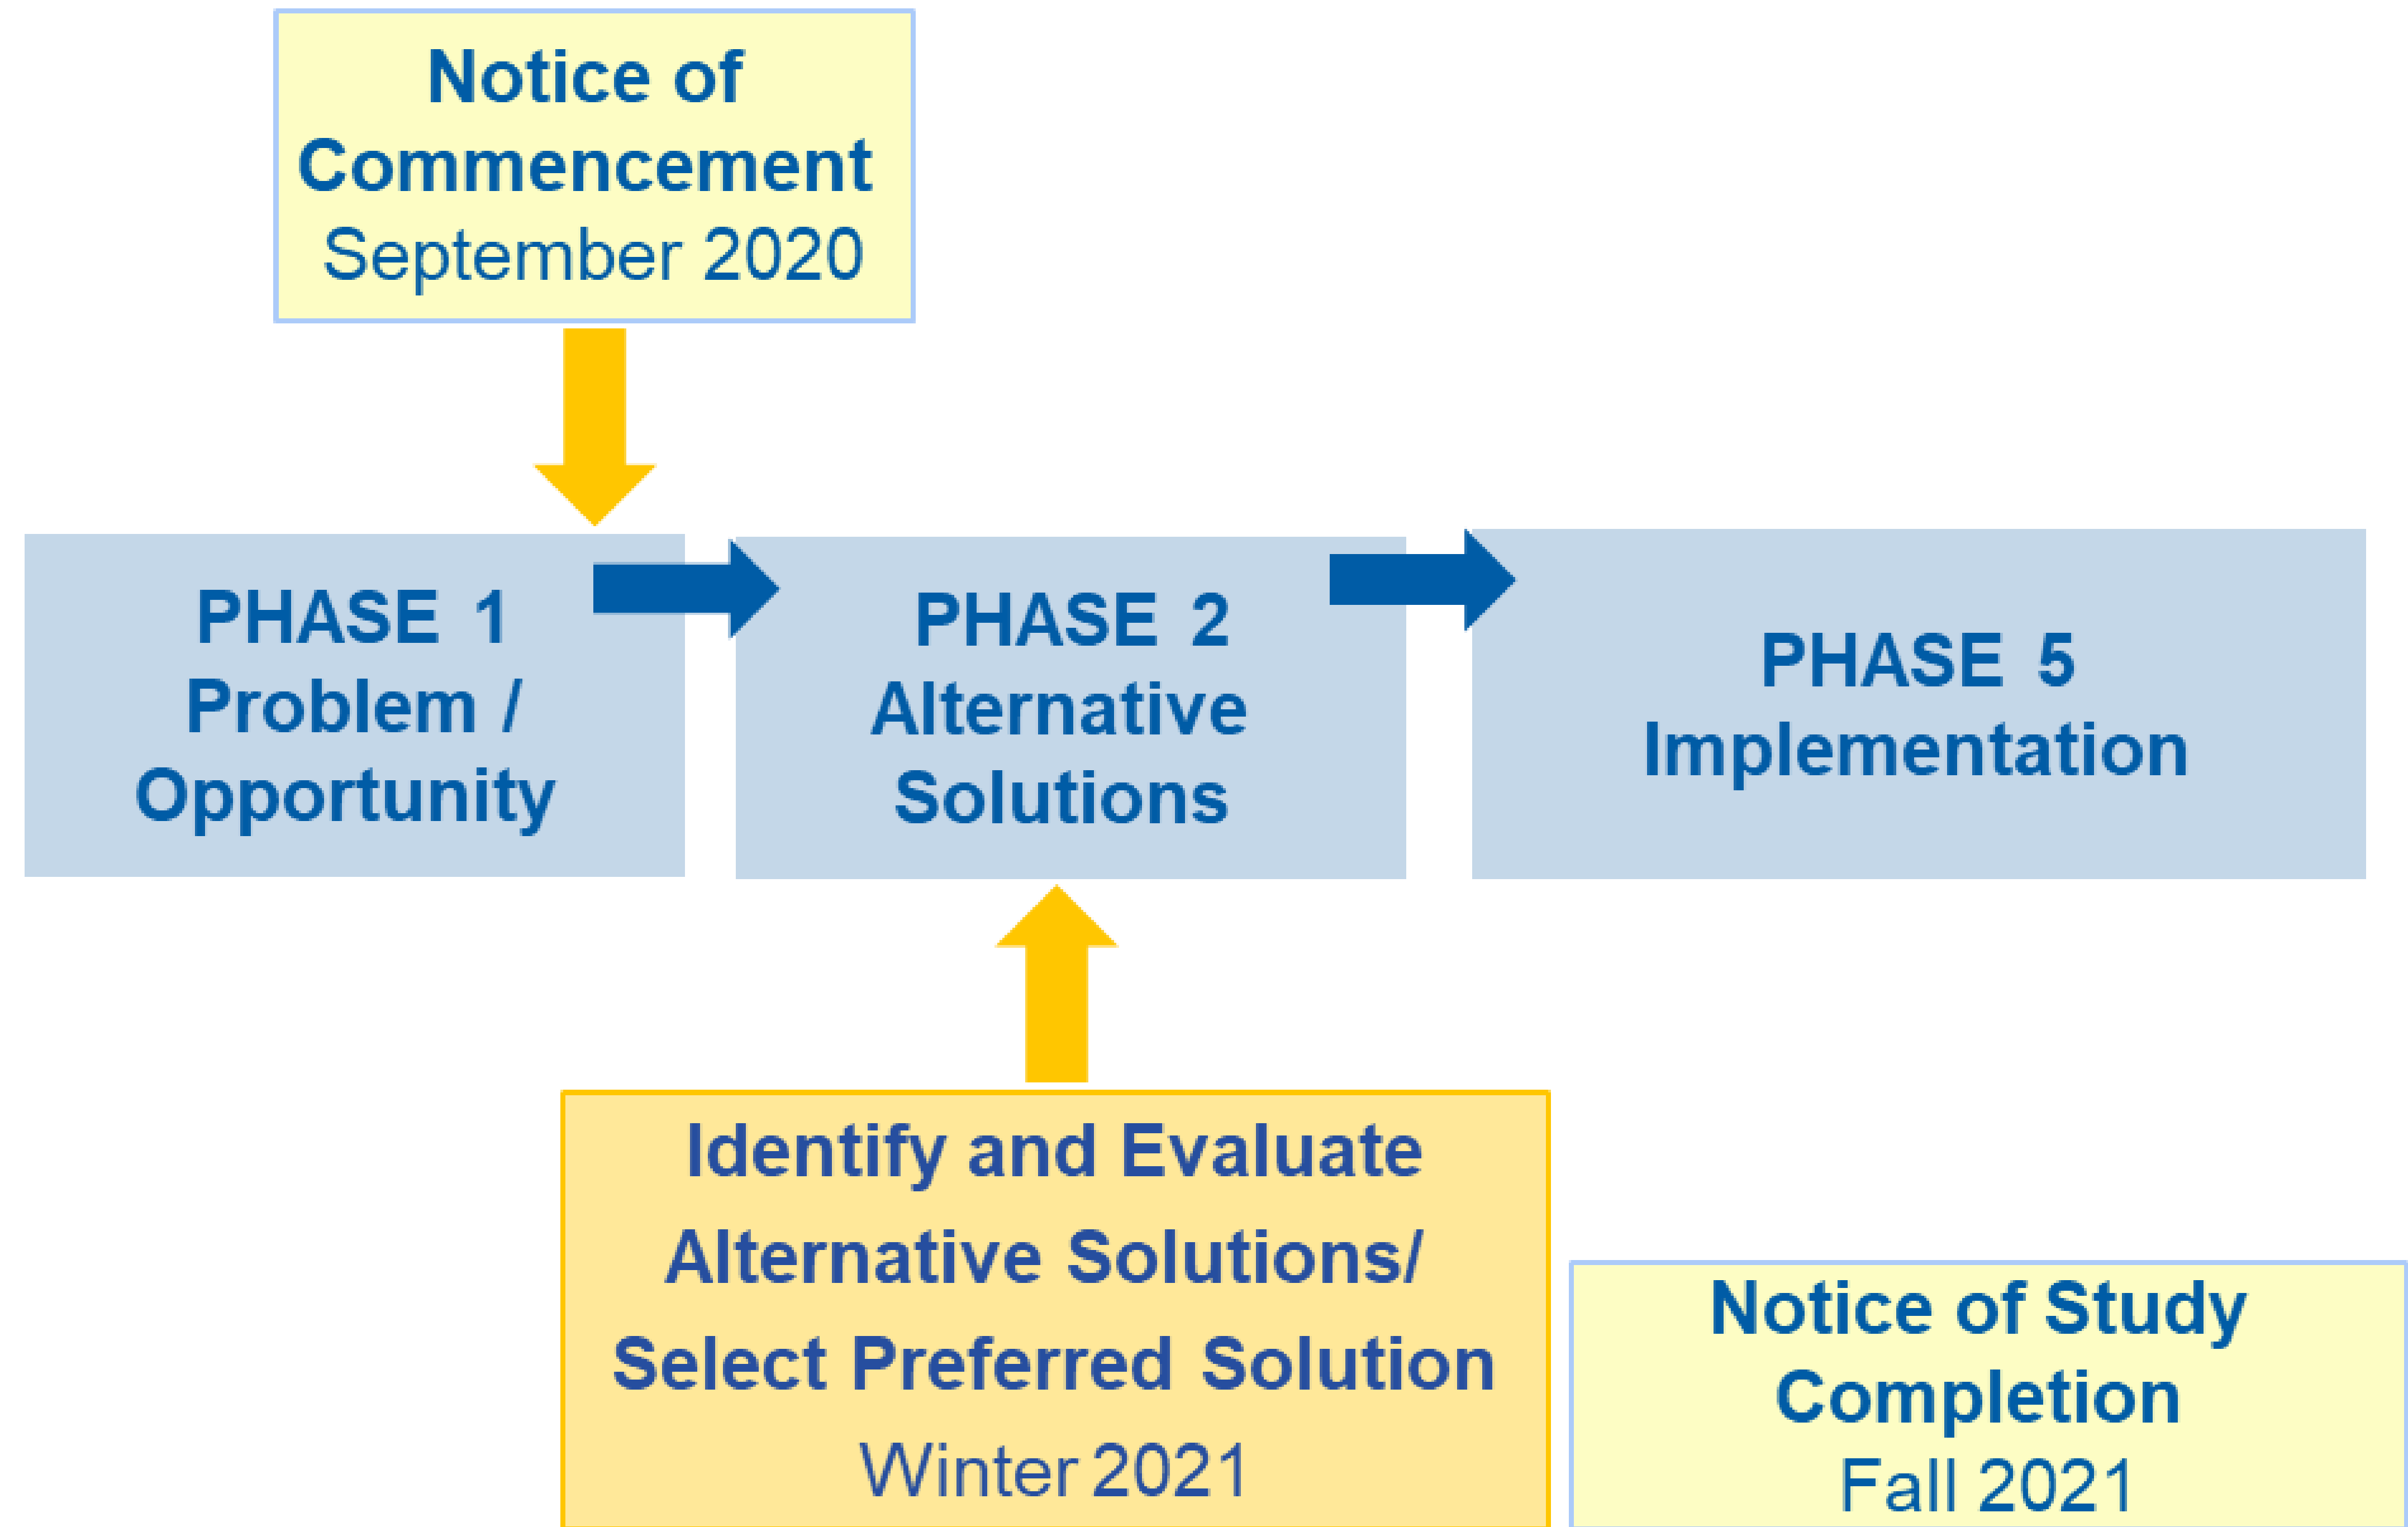 Notice of
Commencement
September 2020
PHASE 1
Problem /
Opportunity
PHASE 2
Alternative
Solutions
PHASE 5
Implementation
Identify and Evaluate
Alternative Solutions/
Select Preferred Solution
Winter 2021
Notice of Study
Completion
Fall 2021